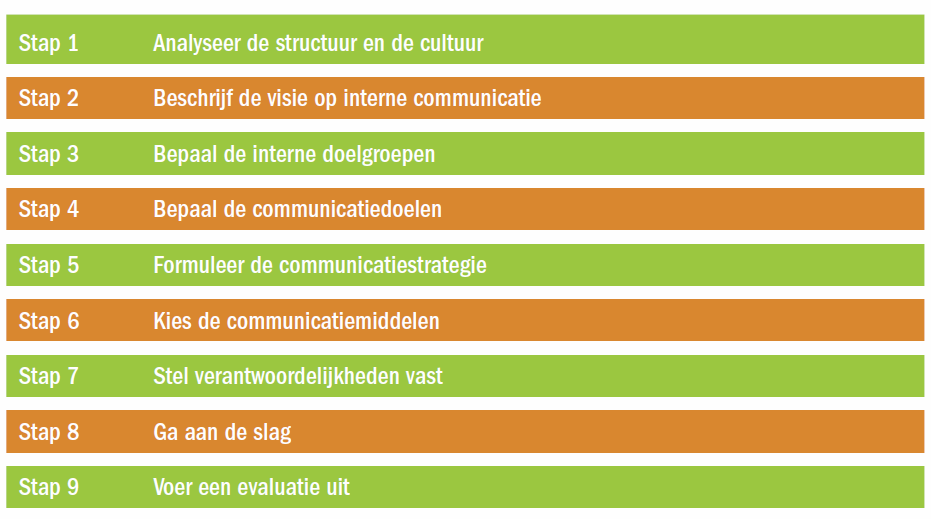 Stap 1 Analyseer de structuur en de cultuur
Stap 2 Beschrijf de visie op interne communicatie
Stap 3 Bepaal de interne doelgroepen
Stap 4 Bepaal de communicatiedoelen
Stap 5 Formuleer de communicatiestrategie
Stap 6 Kies de communicatiemiddelen
Stap 7 Stel verantwoordelijkheden vast
Stap 8 Ga aan de slag
Stap 9 Voer een evaluatie uit